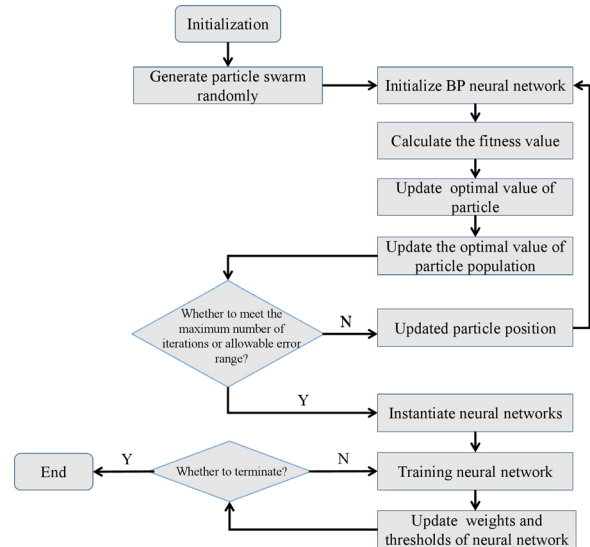 Initialization
Generate particle swarm
randomly
Initialize BP neural network
Calculate the fitness value
Update optimal value of
particle
Update the optimal value of
particle population
Whether to meet the
maximum number of
iterations or allowable error
range?
N
Updated particle position
Y
Instantiate neural networks
End
Y
Whether to terminate?
N
Training neural network
Update weights and
thresholds of neural network